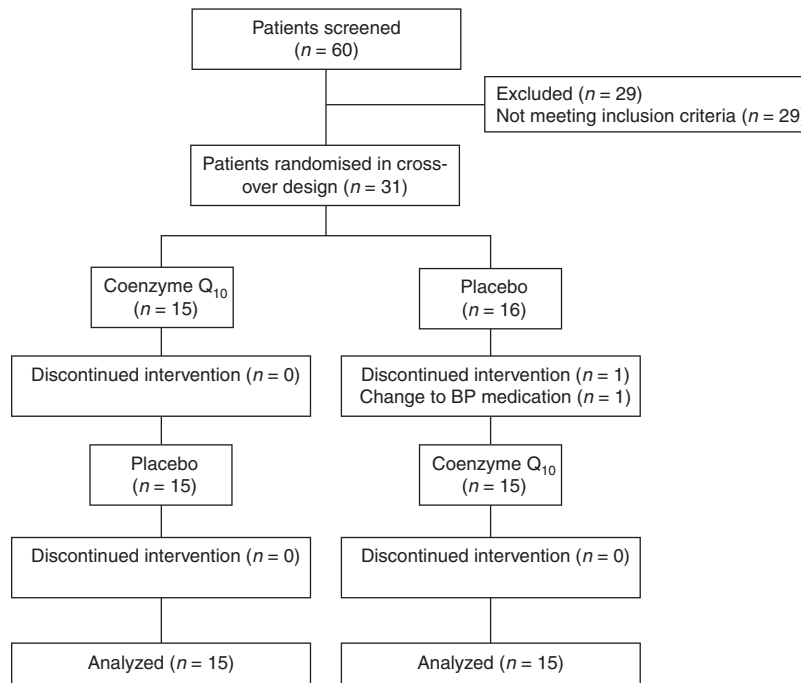 Patients screened
(n = 60)
Excluded (n = 29)
Not meeting inclusion criteria (n = 29)
Patients randomised in cross-
over design (n = 31)
Coenzyme Q10
(n = 15)
Placebo
(n = 16)
Discontinued intervention (n = 0)
Discontinued intervention (n = 1)
Change to BP medication (n = 1)
Placebo
(n = 15)
Coenzyme Q10
(n = 15)
Discontinued intervention (n = 0)
Discontinued intervention (n = 0)
Analyzed (n = 15)
Analyzed (n = 15)